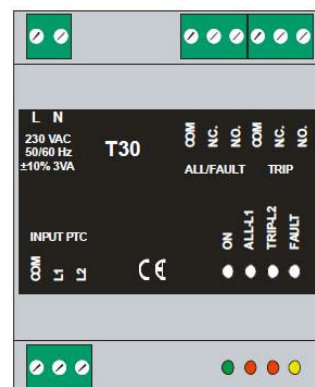 L N
230 VAC
50/60 Hz
±10% 3VA
T30
COM N.C. N.O. COM N.C. N.O.
ALL/FAULT TRIP
INPUT PTC
COM L1 L2
CE
ON ALL-L1 TRIP-L2 FAULT